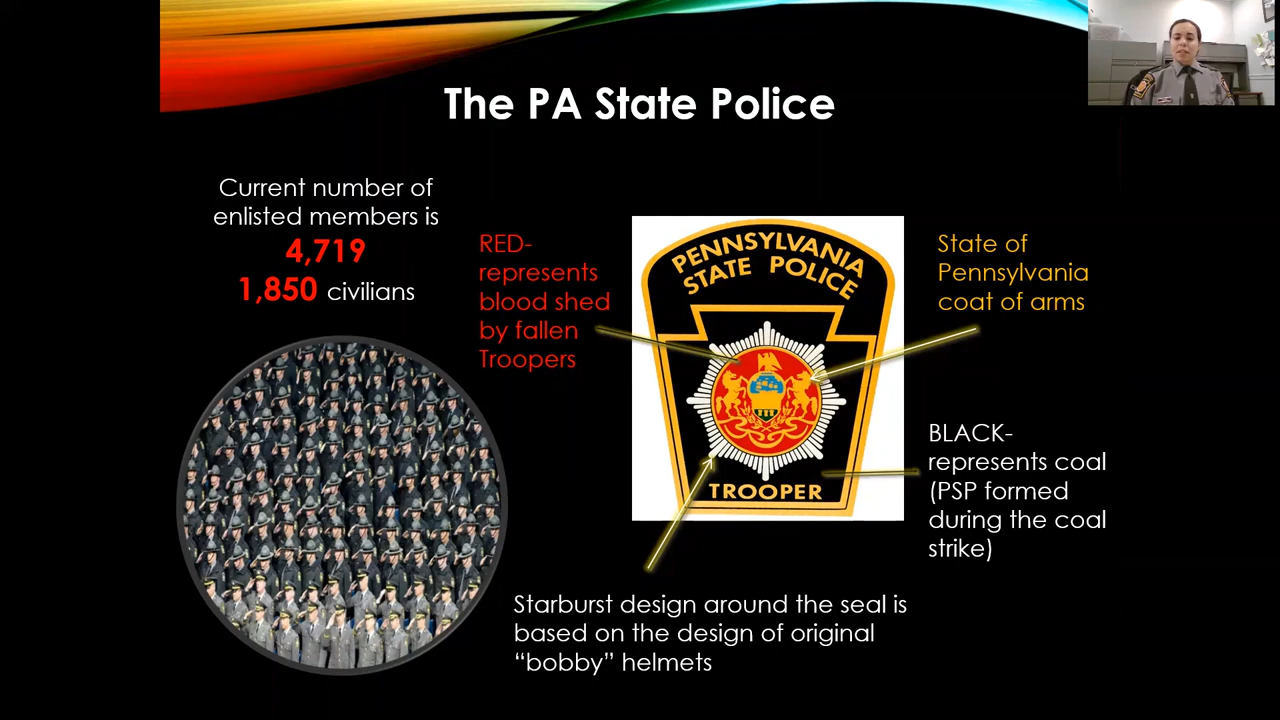 The PA State Police
Current number of
enlisted members is
4,719
1,850 civilians
RED-
represents
blood shed
by fallen
Troopers
PENNSYLVANIA
STATE POLICE
TROOPER
State of
Pennsylvania
coat of arms
BLACK-
represents coal
(PSP formed
during the coal
strike)
Starburst design around the seal is
based on the design of original
“bobby” helmets